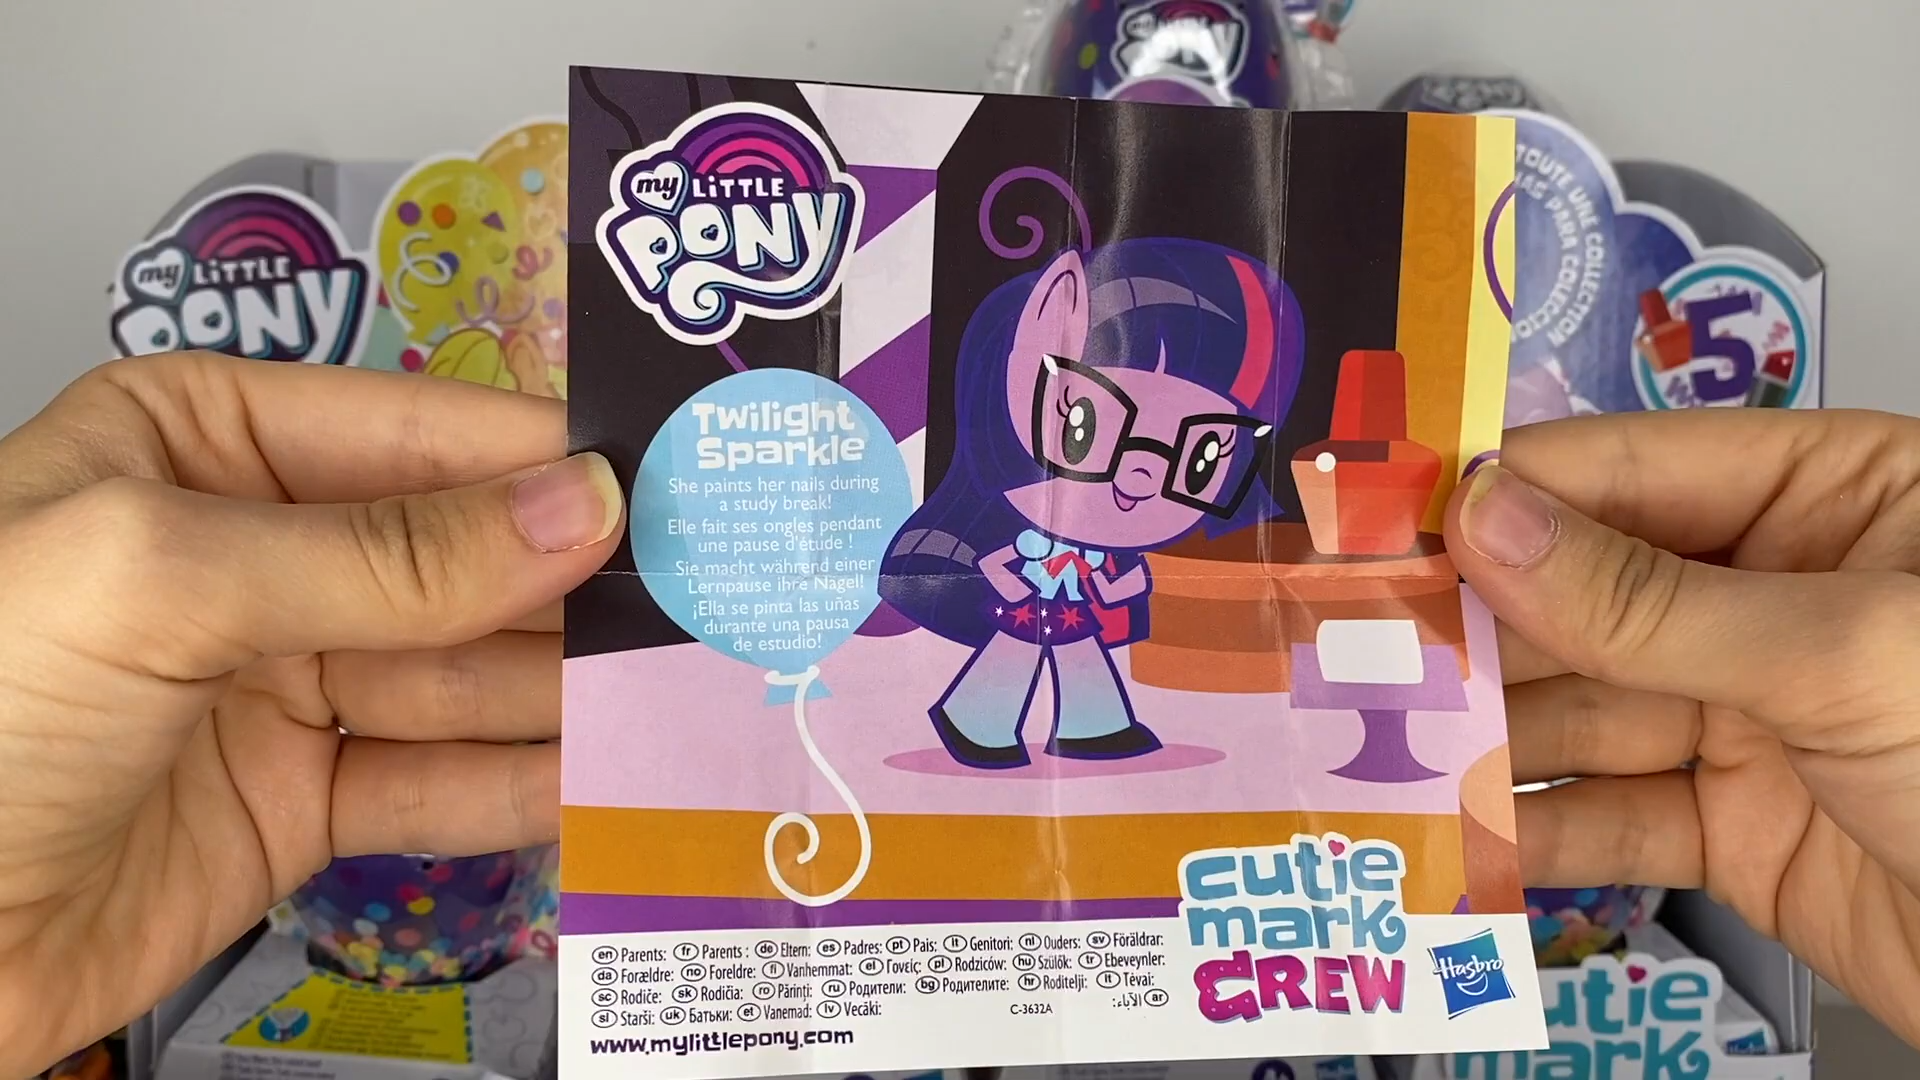 my LiTTLE
PONY
Twilight
Sparkle
She paints her nails during
a study break!
Elle fait ses ongles pendant
une pause d'étude !
Sie macht während einer
Lernpause ihre Nägel!
¡Ella se pinta las uñas
durante una pausa
de estudio!
cutie
mark
CREW
Hasbro
en Parents: fr Parents : de Eltern: es Padres: pt Pais: it Genitori: nl Ouders: sv Föräldrar:
da Forældre: no Foreldre: fi Vanhemmat: el Γονείς: pl Rodziców: hu Szülők: tr Ebeveynler:
sc Rodiče: sk Rodičia: ro Părinți: ru Родители: bg Родителите: hr Roditelji: lt Tėvai:
sl Starši: uk Батьки: et Vanemad: lv Vecāki: C-3632A الآباء: ar
www.mylittlepony.com
my LiTTLE
PONY
PONY
TOUTE UNE COLLECTION
5
cutie
mark